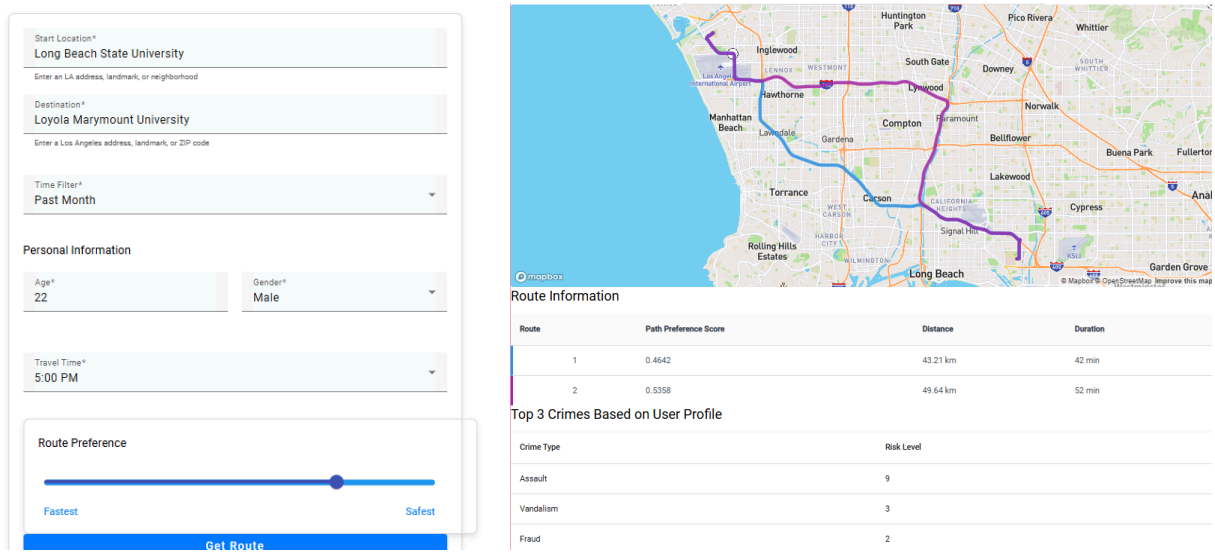 Start Location*
Long Beach State University
Enter an LA address, landmark, or neighborhood
Destination*
Loyola Marymount University
Enter a Los Angeles address, landmark, or ZIP code
Time Filter*
Past Month
Personal Information
Age*
22
Gender*
Male
Travel Time*
5:00 PM
Route Preference
Fastest
Safest
Get Route
110
710
Huntington
Park
Pico Rivera
Whittier
Inglewood
South Gate
5
SOUTH
WHITTIER
LENNOX
WESTMONT
Downey
Los Angeles
International Airport
Hawthorne
Lynwood
Norwalk
Manhattan
Beach
Compton
Paramount
Lawndale
Gardena
Bellflower
Buena Park
Fullerton
Lakewood
5
Torrance
Carson
CALIFORNIA
HEIGHTS
Cypress
WEST
CARSON
605
Signal Hill
HARBOR
CITY
Rolling Hills
Estates
KSLI
WILMINGTON
Long Beach
405
Garden Grove
mapbox
© Mapbox © OpenStreetMap Improve this map
Route Information
Route Path Preference Score Distance Duration
1 0.4642 43.21 km 42 min
2 0.5358 49.64 km 52 min
Top 3 Crimes Based on User Profile
Crime Type Risk Level
Assault 9
Vandalism 3
Fraud 2